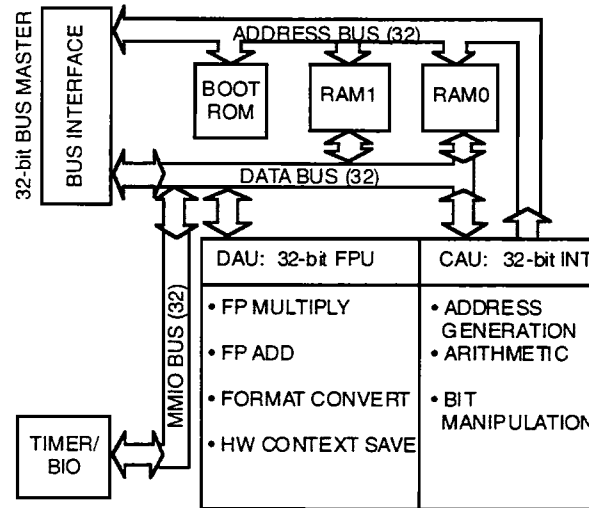 ADDRESS BUS (32)
32-bit BUS MASTER
BUS INTERFACE
BOOT
ROM
RAM1
RAM0
DATA BUS (32)
MMIO BUS (32)
DAU: 32-bit FPU
CAU: 32-bit INT
• FP MULTIPLY
• FP ADD
• FORMAT CONVERT
• HW CONTEXT SAVE
• ADDRESS
GENERATION
• ARITHMETIC
• BIT
MANIPULATION
TIMER/
BIO